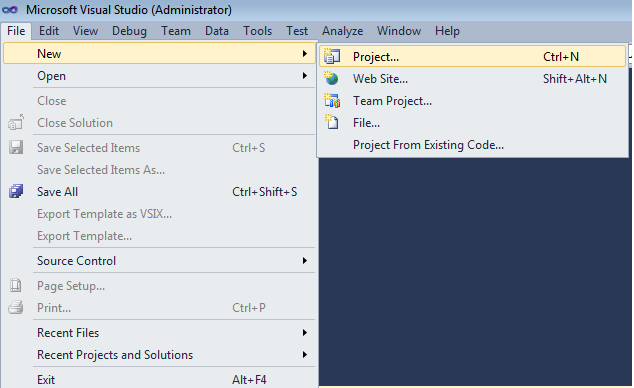 Microsoft Visual Studio (Administrator)
File Edit View Debug Team Data Tools Test Analyze Window Help
New
Project... Ctrl+N
Open
Web Site... Shift+Alt+N
Close
Team Project...
Close Solution
File...
Save Selected Items Ctrl+S
Project From Existing Code...
Save Selected Items As...
Save All Ctrl+Shift+S
Export Template as VSIX...
Export Template...
Source Control
Page Setup...
Print... Ctrl+P
Recent Files
Recent Projects and Solutions
Exit Alt+F4